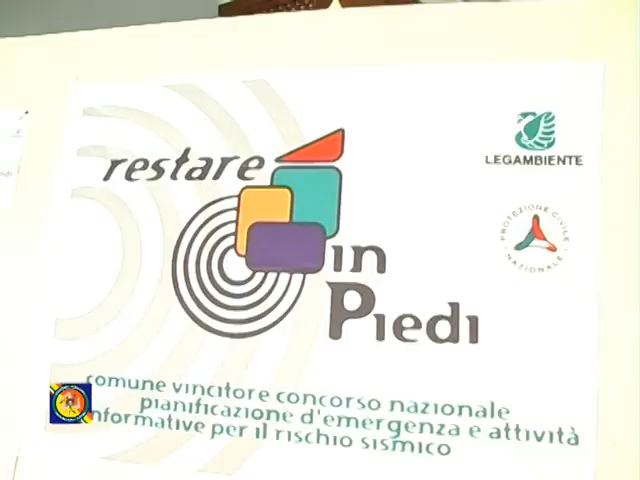 restare
in
Piedi
LEGAMBIENTE
PROTEZIONE CIVILE
NAZIONALE
comune vincitore concorso nazionale
pianificazione d'emergenza e attività
informative per il rischio sismico